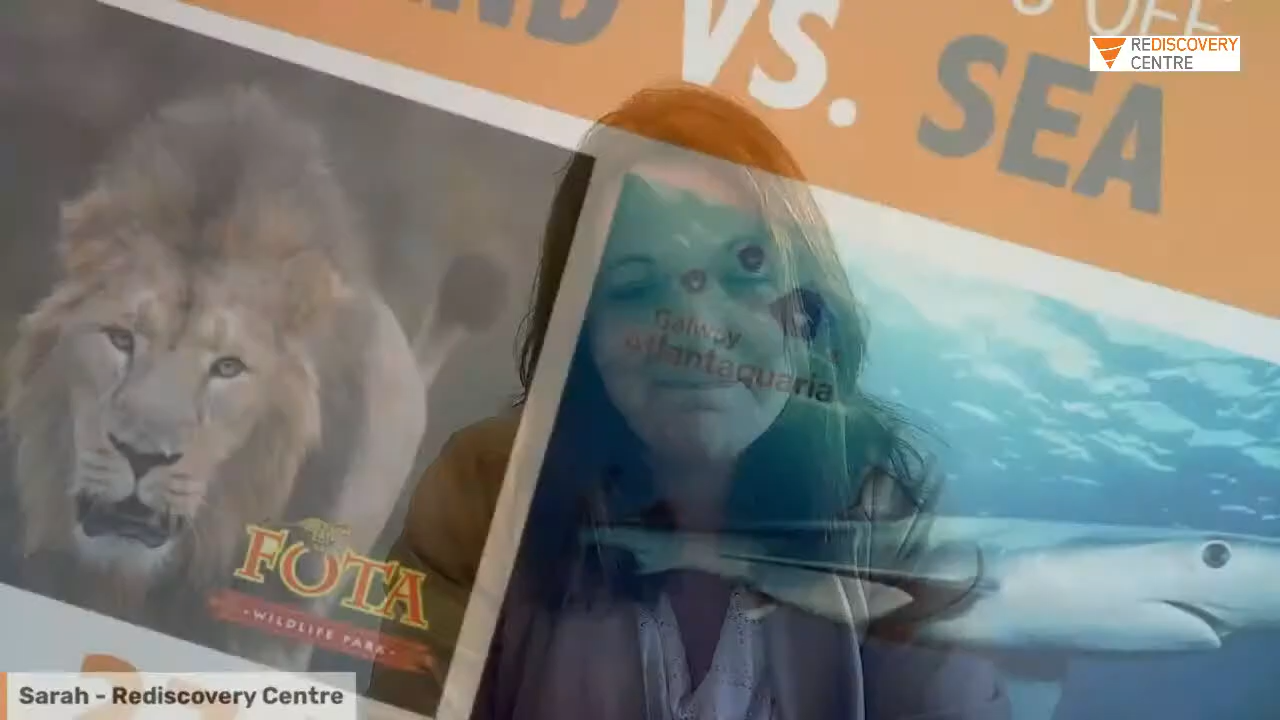 VS. SEA
REDISCOVERY
CENTRE
Galway
atlantaquaria
FOTA
- WILDLIFE PARK -
Sarah - Rediscovery Centre